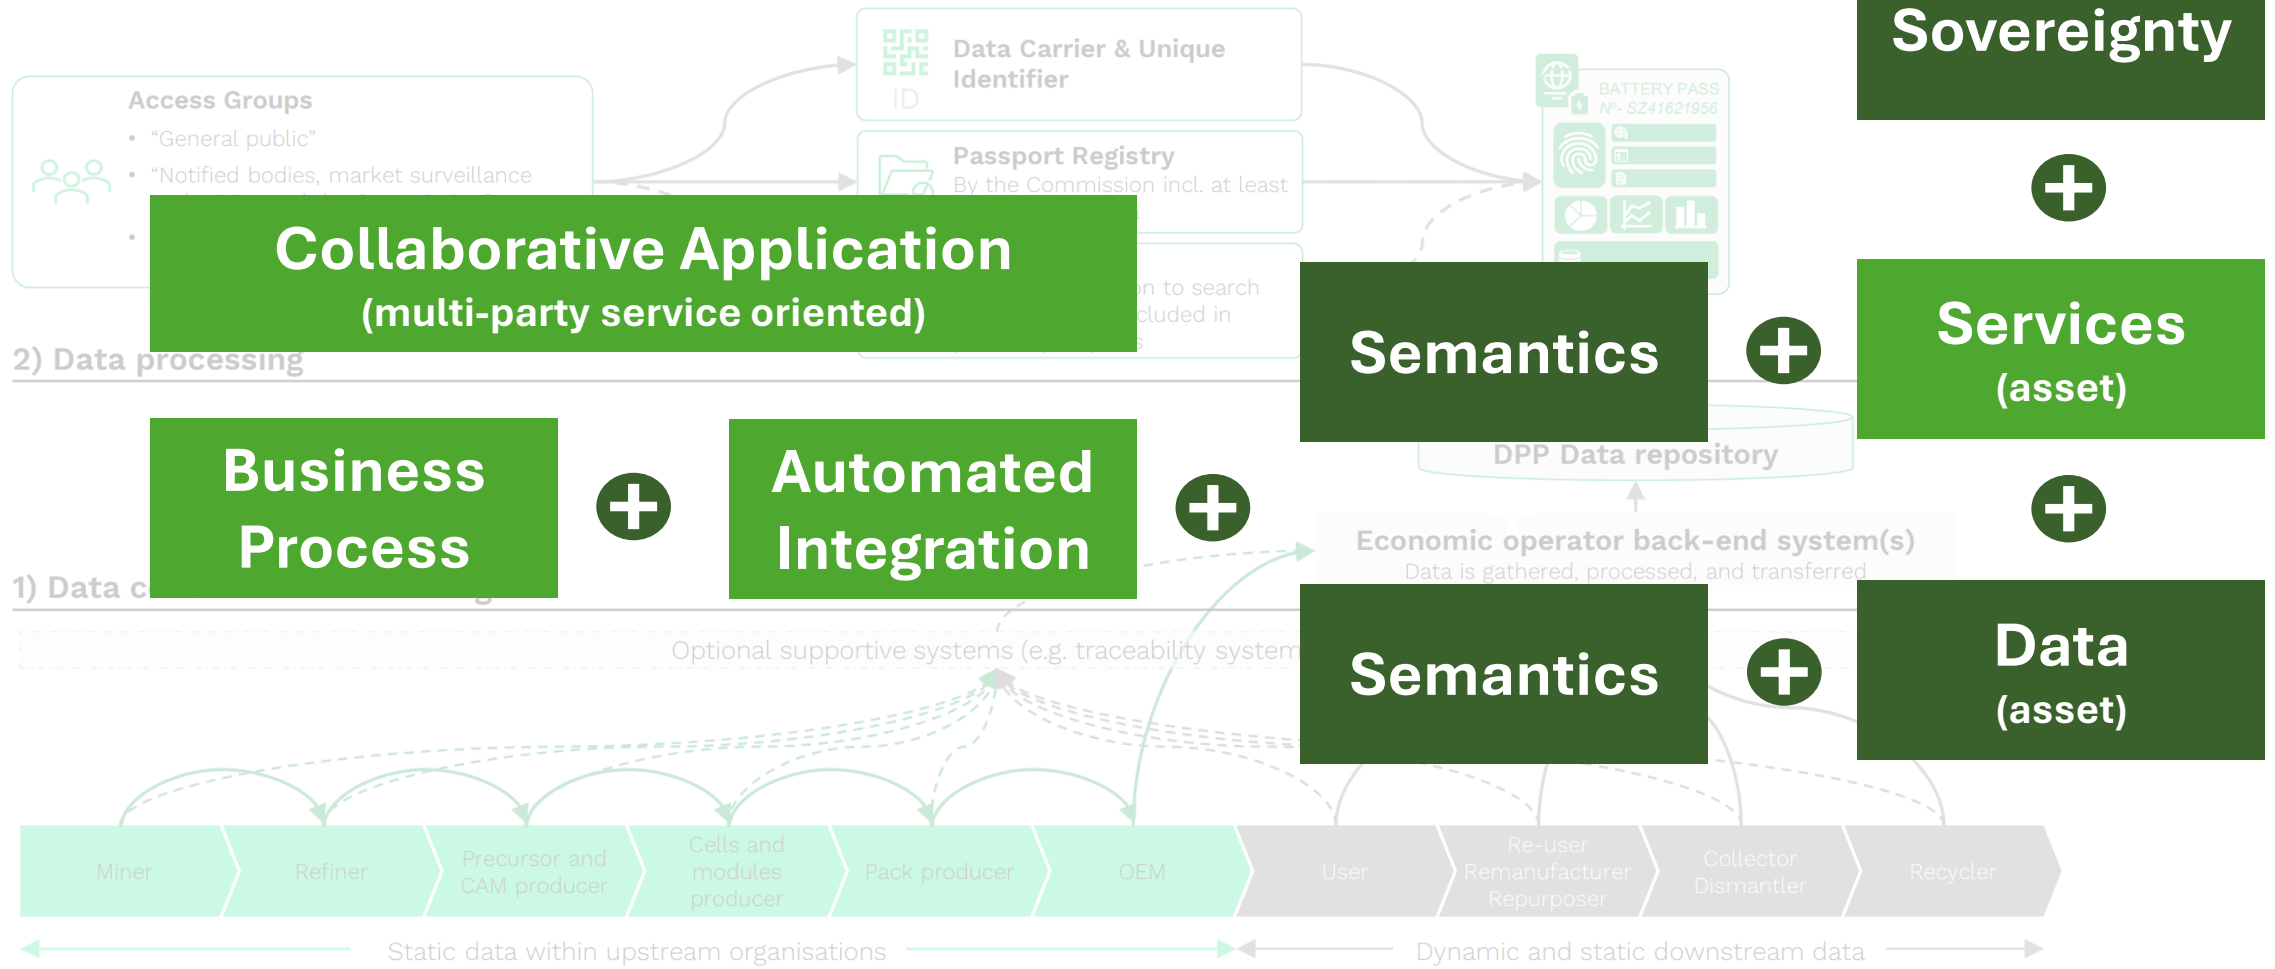 Sovereignty
Data Carrier & Unique
Identifier
ID
BATTERY PASS
Nº- SZ41621956
Access Groups
• “General public”
• “Notified bodies, market surveillance
•
Passport Registry
By the Commission incl. at least
Collaborative Application
(multi-party service oriented)
to search
cluded in
Semantics
Services
(asset)
2) Data processing
DPP Data repository
Business
Process
Automated
Integration
Economic operator back-end system(s)
Data is gathered, processed, and transferred
1) Data
Optional supportive systems (e.g. traceability system
Semantics
Data
(asset)
Miner
Refiner
Precursor and
CAM producer
Cells and
modules
producer
Pack producer
OEM
User
Re-user
Remanufacturer
Repurposer
Collector
Dismantler
Recycler
Static data within upstream organisations
Dynamic and static downstream data